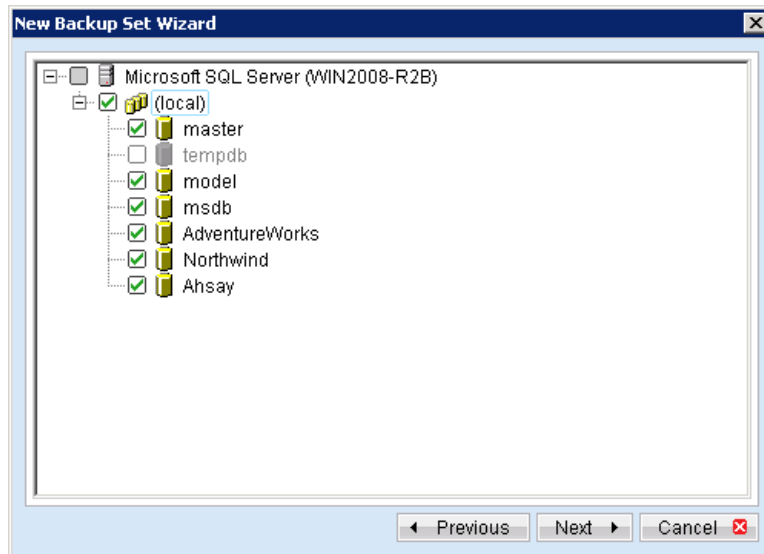 New Backup Set Wizard
Microsoft SQL Server (WIN2008-R2B)
(local)
master
tempdb
model
msdb
AdventureWorks
Northwind
Ahsay
Previous Next Cancel